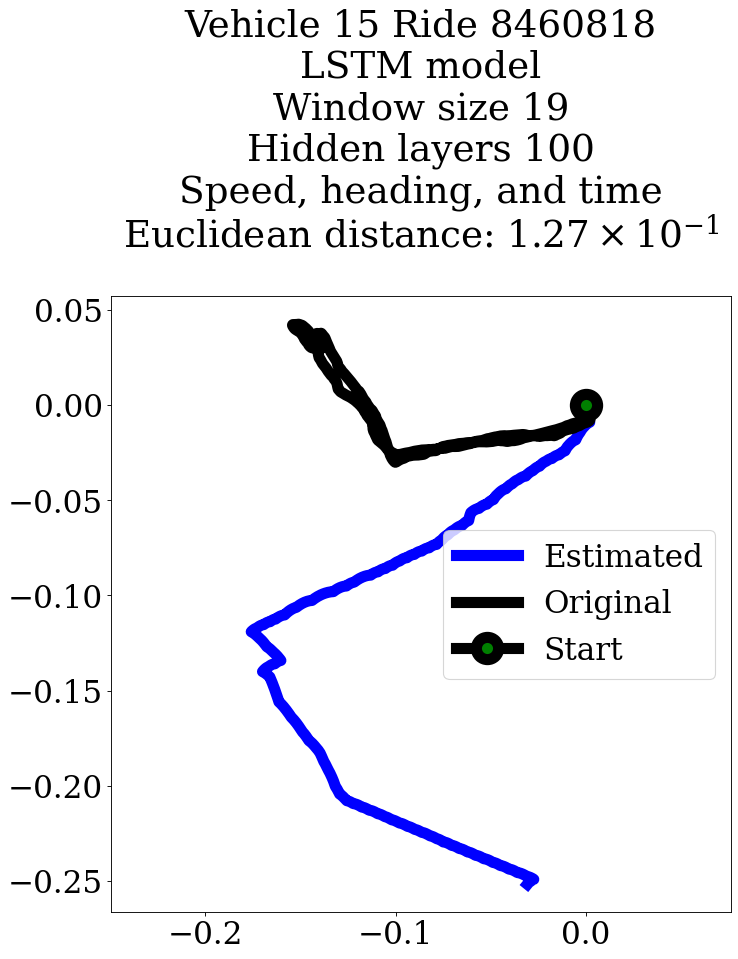 Vehicle 15 Ride 8460818
LSTM model
Window size 19
Hidden layers 100
Speed, heading, and time
Euclidean distance: 1.27 × 10⁻¹
0.05
0.00
−0.05
−0.10
−0.15
−0.20
−0.25
Estimated
Original
Start
−0.2
−0.1
0.0